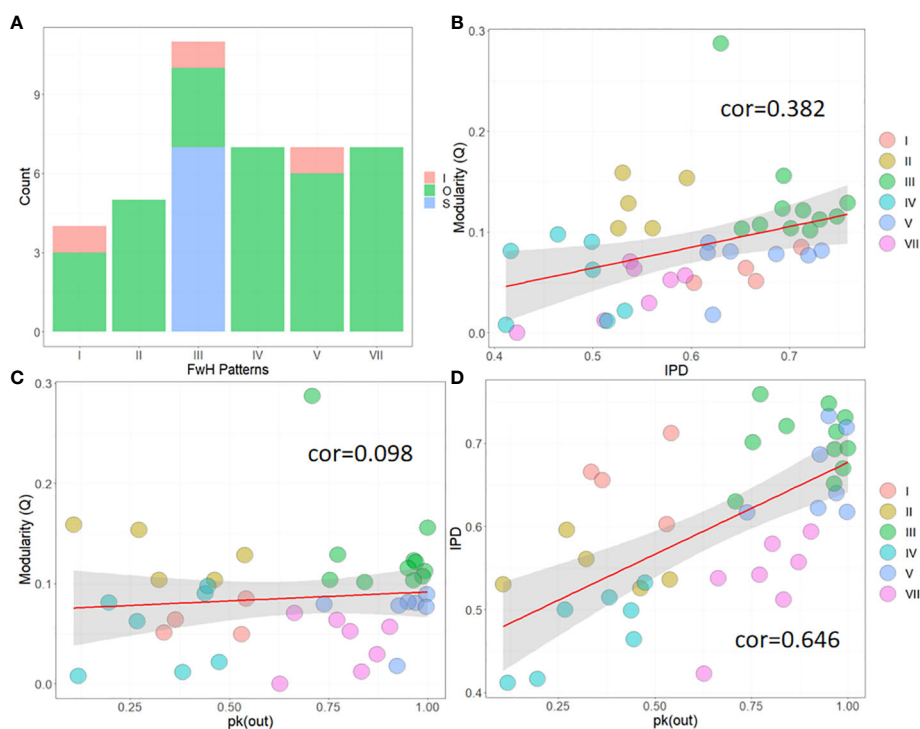 A
Count
9
6
3
0
I
II
III
IV
V
VII
FwH Patterns
I
O
S
B
Modularity (Q)
0.3
0.2
0.1
0.0
cor=0.382
0.4
0.5
0.6
0.7
IPD
I
II
III
IV
V
VII
C
Modularity (Q)
0.3
0.2
0.1
0.0
cor=0.098
0.25
0.50
0.75
1.00
pk(out)
D
IPD
0.7
0.6
0.5
0.4
cor=0.646
0.25
0.50
0.75
1.00
pk(out)
I
II
III
IV
V
VII